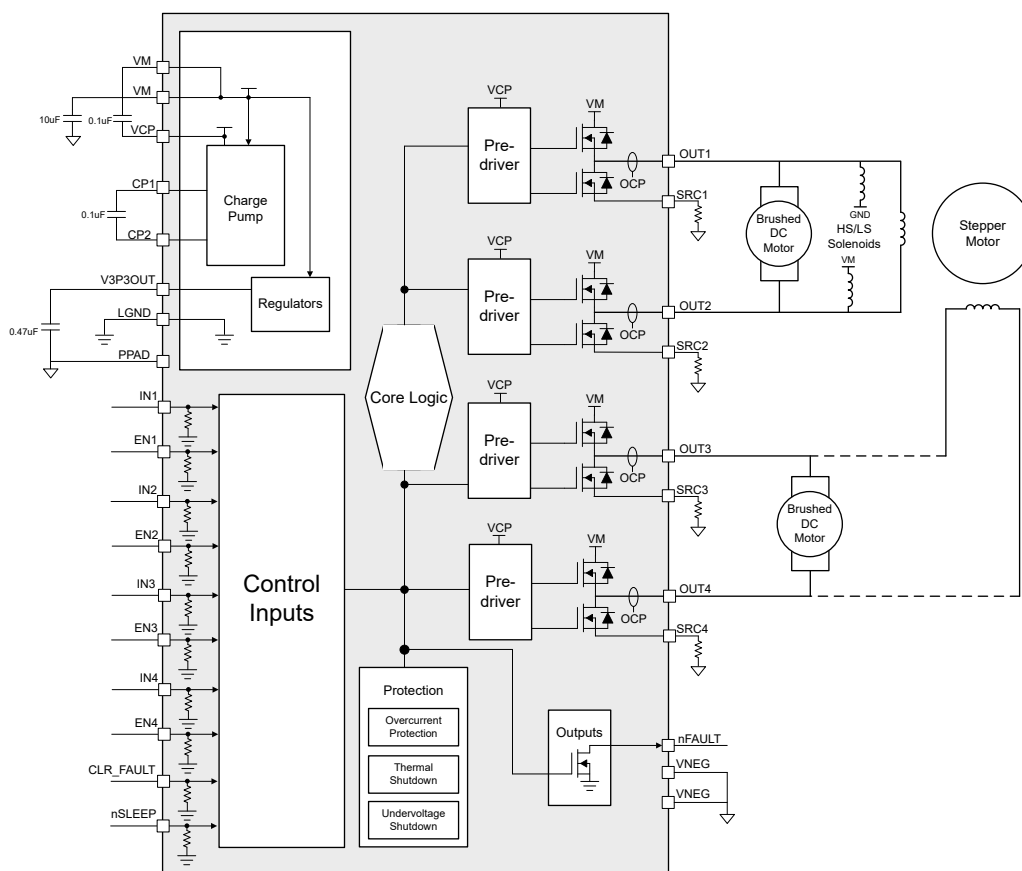 VM
VM
10uF
0.1uF
VCP
CP1
0.1uF
CP2
Charge
Pump
V3P3OUT
Regulators
LGND
0.47uF
PPAD
IN1
EN1
IN2
EN2
IN3
EN3
IN4
EN4
CLR_FAULT
nSLEEP
Control
Inputs
Core Logic
Protection
Overcurrent
Protection
Thermal
Shutdown
Undervoltage
Shutdown
VCP
Pre-
driver
VM
OCP
OUT1
SRC1
VCP
Pre-
driver
VM
OCP
OUT2
SRC2
VCP
Pre-
driver
VM
OCP
OUT3
SRC3
VCP
Pre-
driver
VM
OCP
OUT4
SRC4
Outputs
nFAULT
VNEG
VNEG
Brushed
DC
Motor
GND
HS/LS
Solenoids
VM
Stepper
Motor
Brushed
DC
Motor